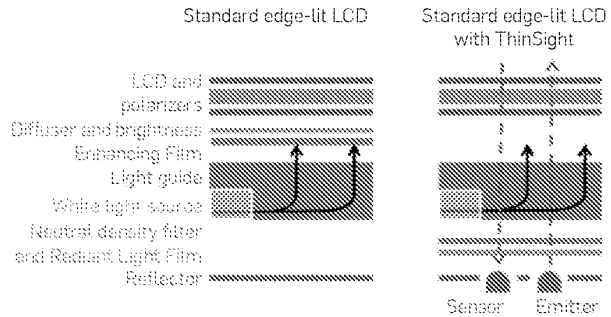 Standard edge-lit LCD
Standard edge-lit LCD
with ThinSight
LCD and
polarizers
Diffuser and brightness
Enhancing Film
Light guide
White light source
Neutral density filter
and Radiant Light Film
Reflector
Sensor
Emitter